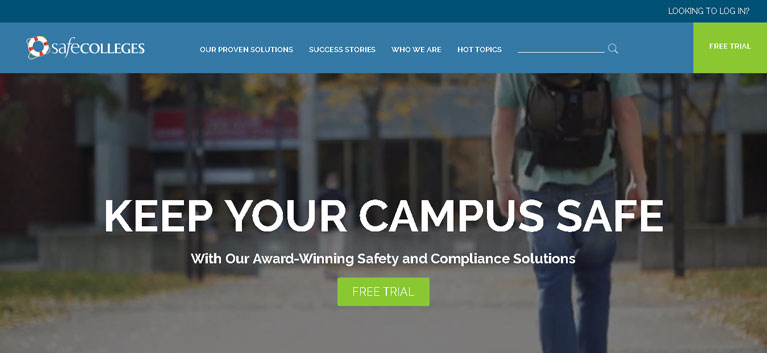 LOOKING TO LOG IN?
safeCOLLEGES
OUR PROVEN SOLUTIONS
SUCCESS STORIES
WHO WE ARE
HOT TOPICS
FREE TRIAL
KEEP YOUR CAMPUS SAFE
With Our Award-Winning Safety and Compliance Solutions
FREE TRIAL